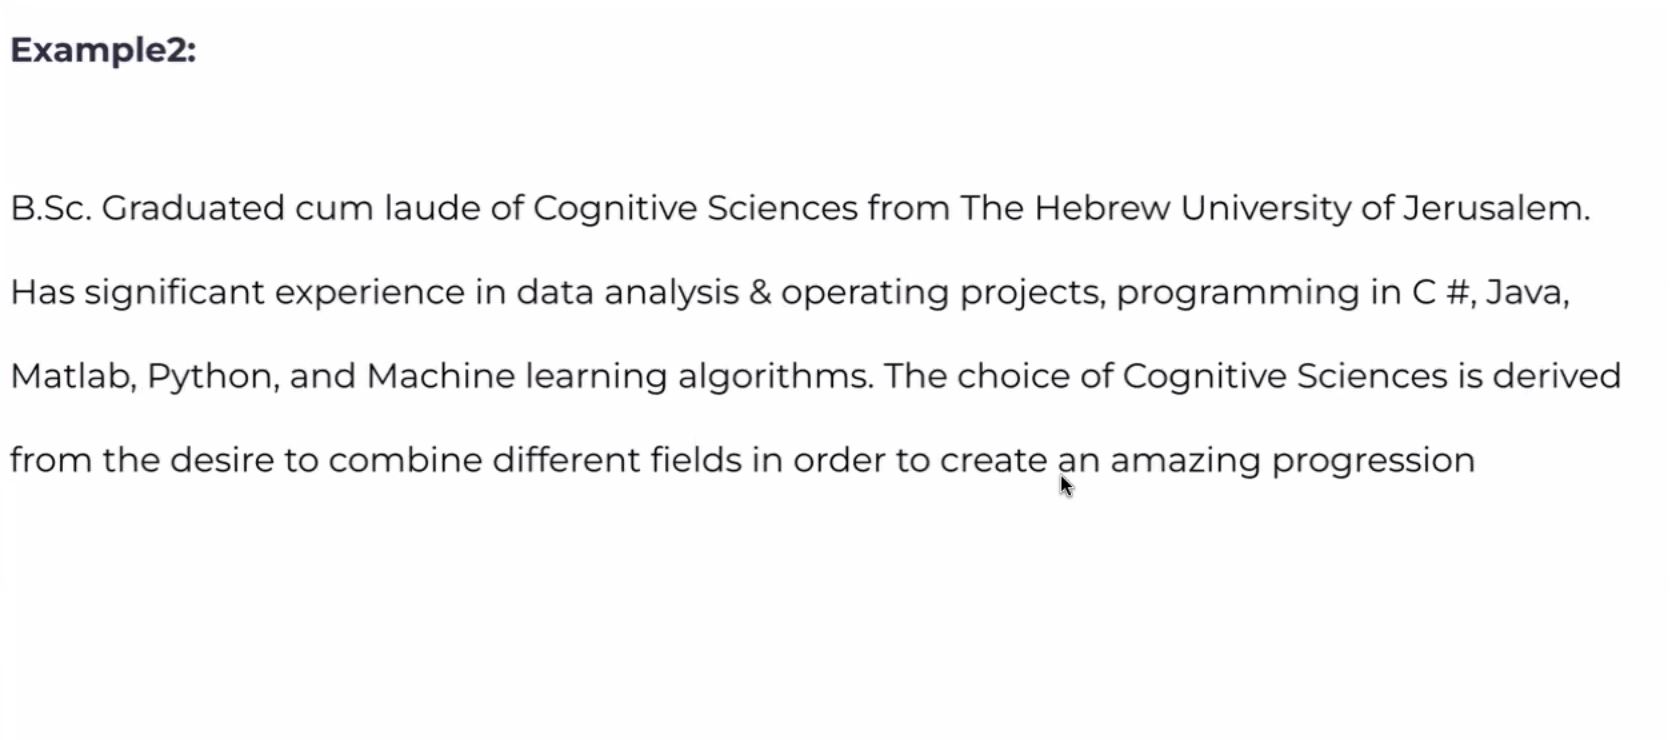 Example2:
B.Sc. Graduated cum laude of Cognitive Sciences from The Hebrew University of Jerusalem.
Has significant experience in data analysis & operating projects, programming in C #, Java,
Matlab, Python, and Machine learning algorithms. The choice of Cognitive Sciences is derived
from the desire to combine different fields in order to create an amazing progression